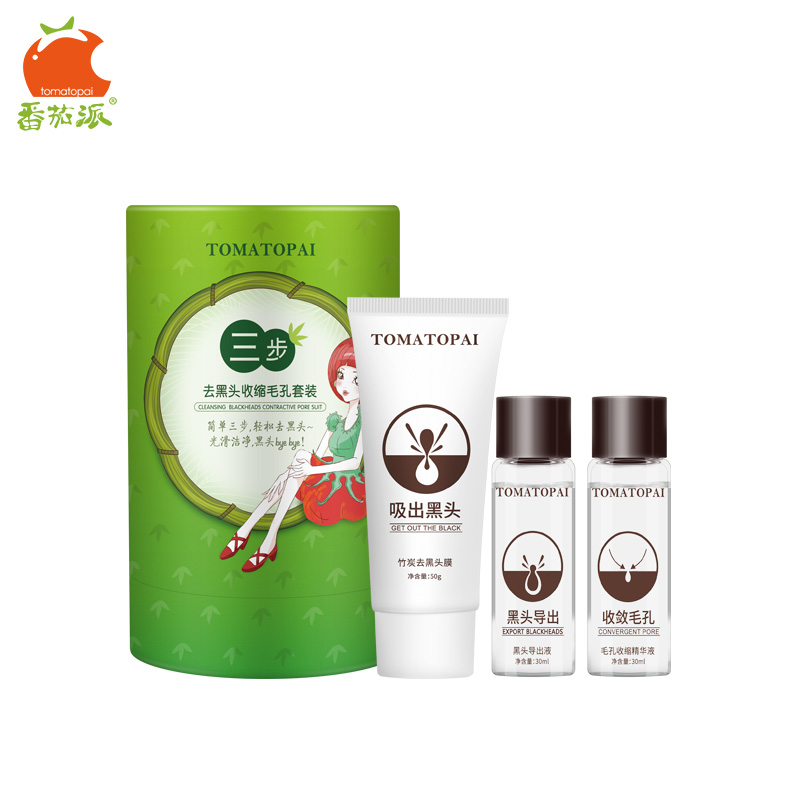 tomatopai
番茄派®
TOMATOPAI
三步
去黑头收缩毛孔套装
CLEANSING BLACKHEADS CONTRACTIVE PORE SUIT
简单三步,轻松去黑头~
光滑洁净,黑头bye bye!
TOMATOPAI
吸出黑头
GET OUT THE BLACK
竹炭去黑头膜
净含量:50g
TOMATOPAI
黑头导出
EXPORT BLACKHEADS
黑头导出液
净含量:30ml
TOMATOPAI
收敛毛孔
CONVERGENT PORE
毛孔收缩精华液
净含量:30ml